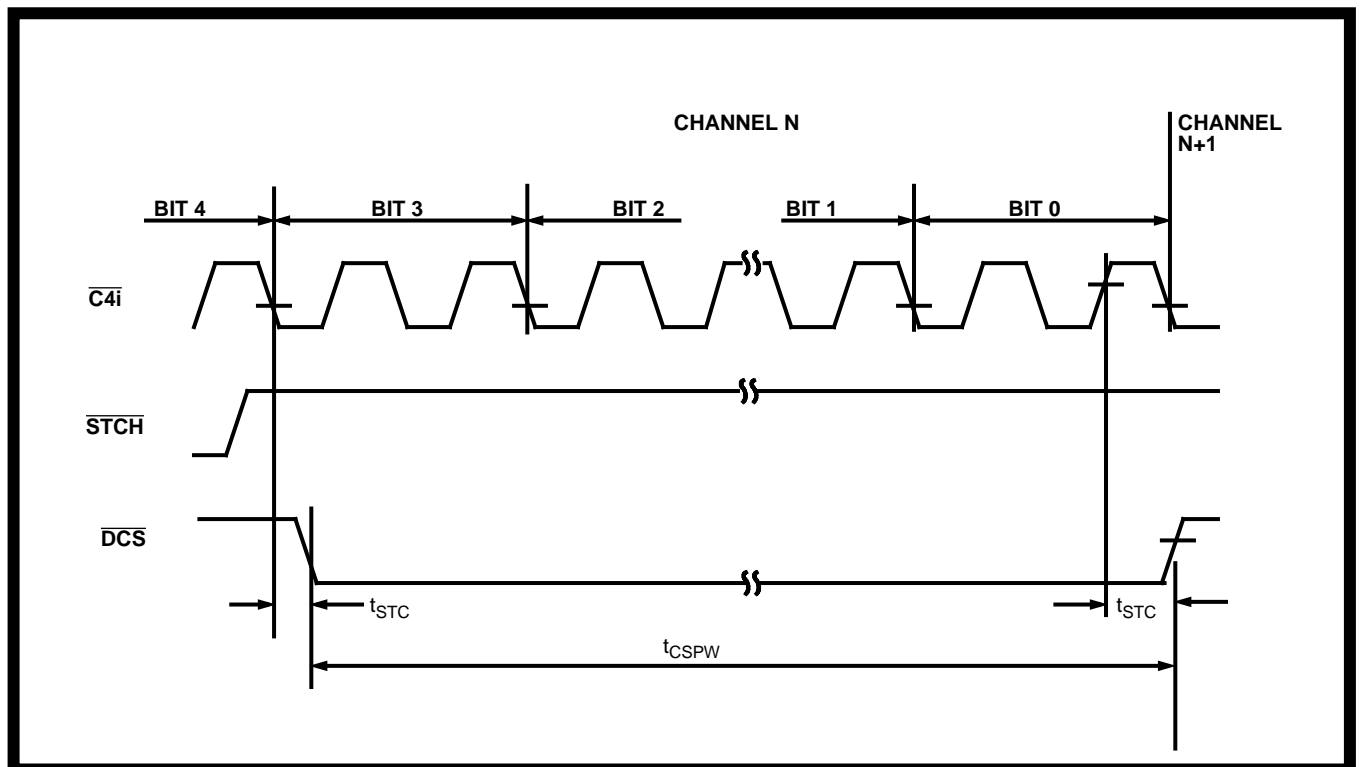 CHANNEL N
CHANNEL
N+1
BIT 4
BIT 3
BIT 2
BIT 1
BIT 0
C4i
STCH
DCS
tSTC
tSTC
tCSPW